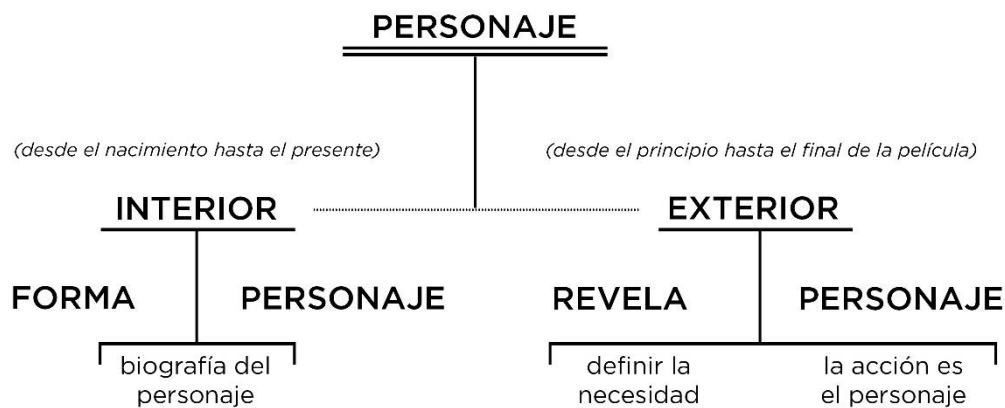 PERSONAJE
(desde el nacimiento hasta el presente)
(desde el principio hasta el final de la película)
INTERIOR
EXTERIOR
FORMA PERSONAJE
REVELA PERSONAJE
biografía del
personaje
definir la
necesidad
la acción es
el personaje